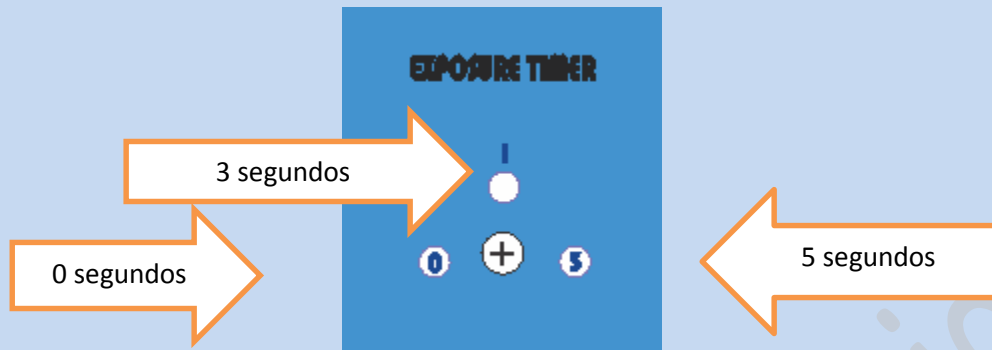 EXPOSURE TIMER
3 segundos
I
0 segundos
0
5
5 segundos